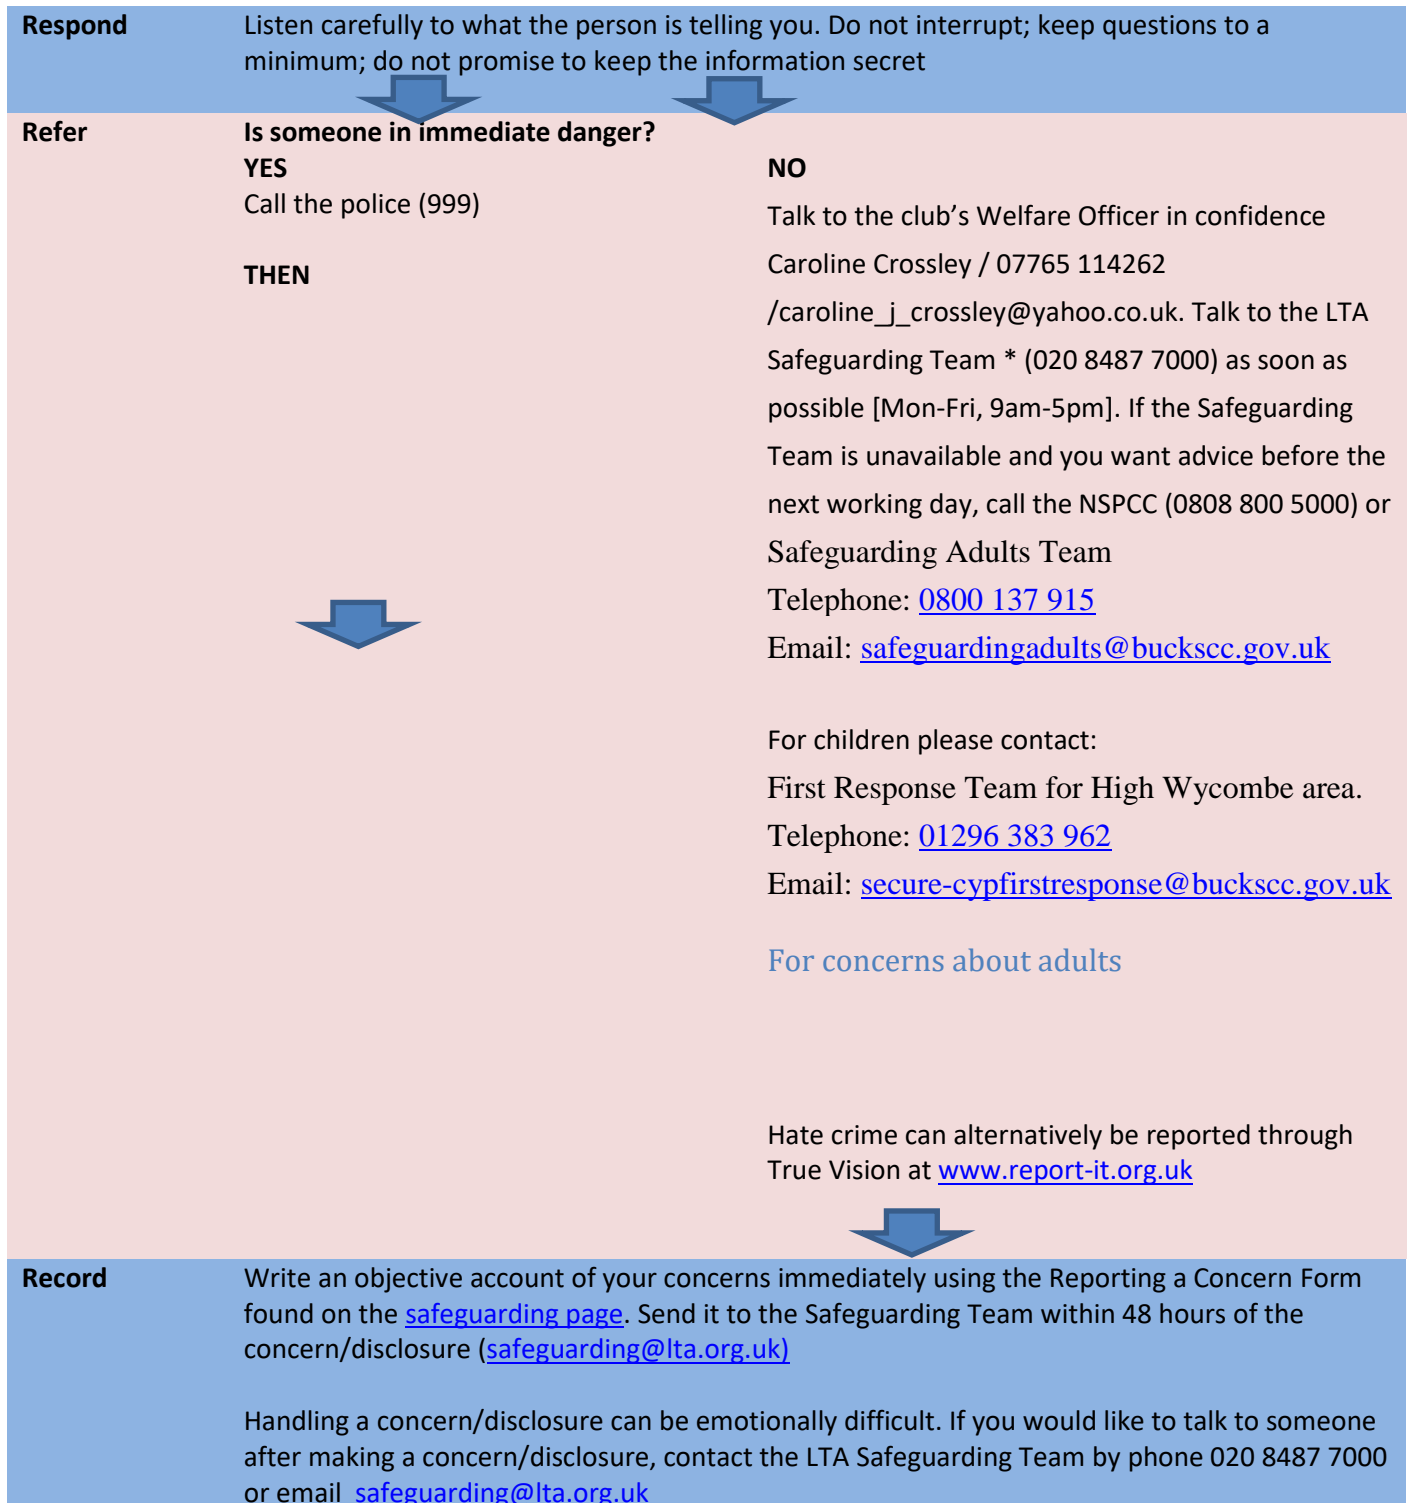 Respond
Listen carefully to what the person is telling you. Do not interrupt; keep questions to a
minimum; do not promise to keep the information secret
Refer
Is someone in immediate danger?
YES
Call the police (999)
THEN
NO
Talk to the club’s Welfare Officer in confidence
Caroline Crossley / 07765 114262
/caroline_j_crossley@yahoo.co.uk. Talk to the LTA
Safeguarding Team * (020 8487 7000) as soon as
possible [Mon-Fri, 9am-5pm]. If the Safeguarding
Team is unavailable and you want advice before the
next working day, call the NSPCC (0808 800 5000) or
Safeguarding Adults Team
Telephone: 0800 137 915
Email: safeguardingadults@buckscc.gov.uk
For children please contact:
First Response Team for High Wycombe area.
Telephone: 01296 383 962
Email: secure-cypfirstresponse@buckscc.gov.uk
For concerns about adults
Hate crime can alternatively be reported through
True Vision at www.report-it.org.uk
Record
Write an objective account of your concerns immediately using the Reporting a Concern Form
found on the safeguarding page. Send it to the Safeguarding Team within 48 hours of the
concern/disclosure (safeguarding@lta.org.uk)
Handling a concern/disclosure can be emotionally difficult. If you would like to talk to someone
after making a concern/disclosure, contact the LTA Safeguarding Team by phone 020 8487 7000
or email safeguarding@lta.org.uk